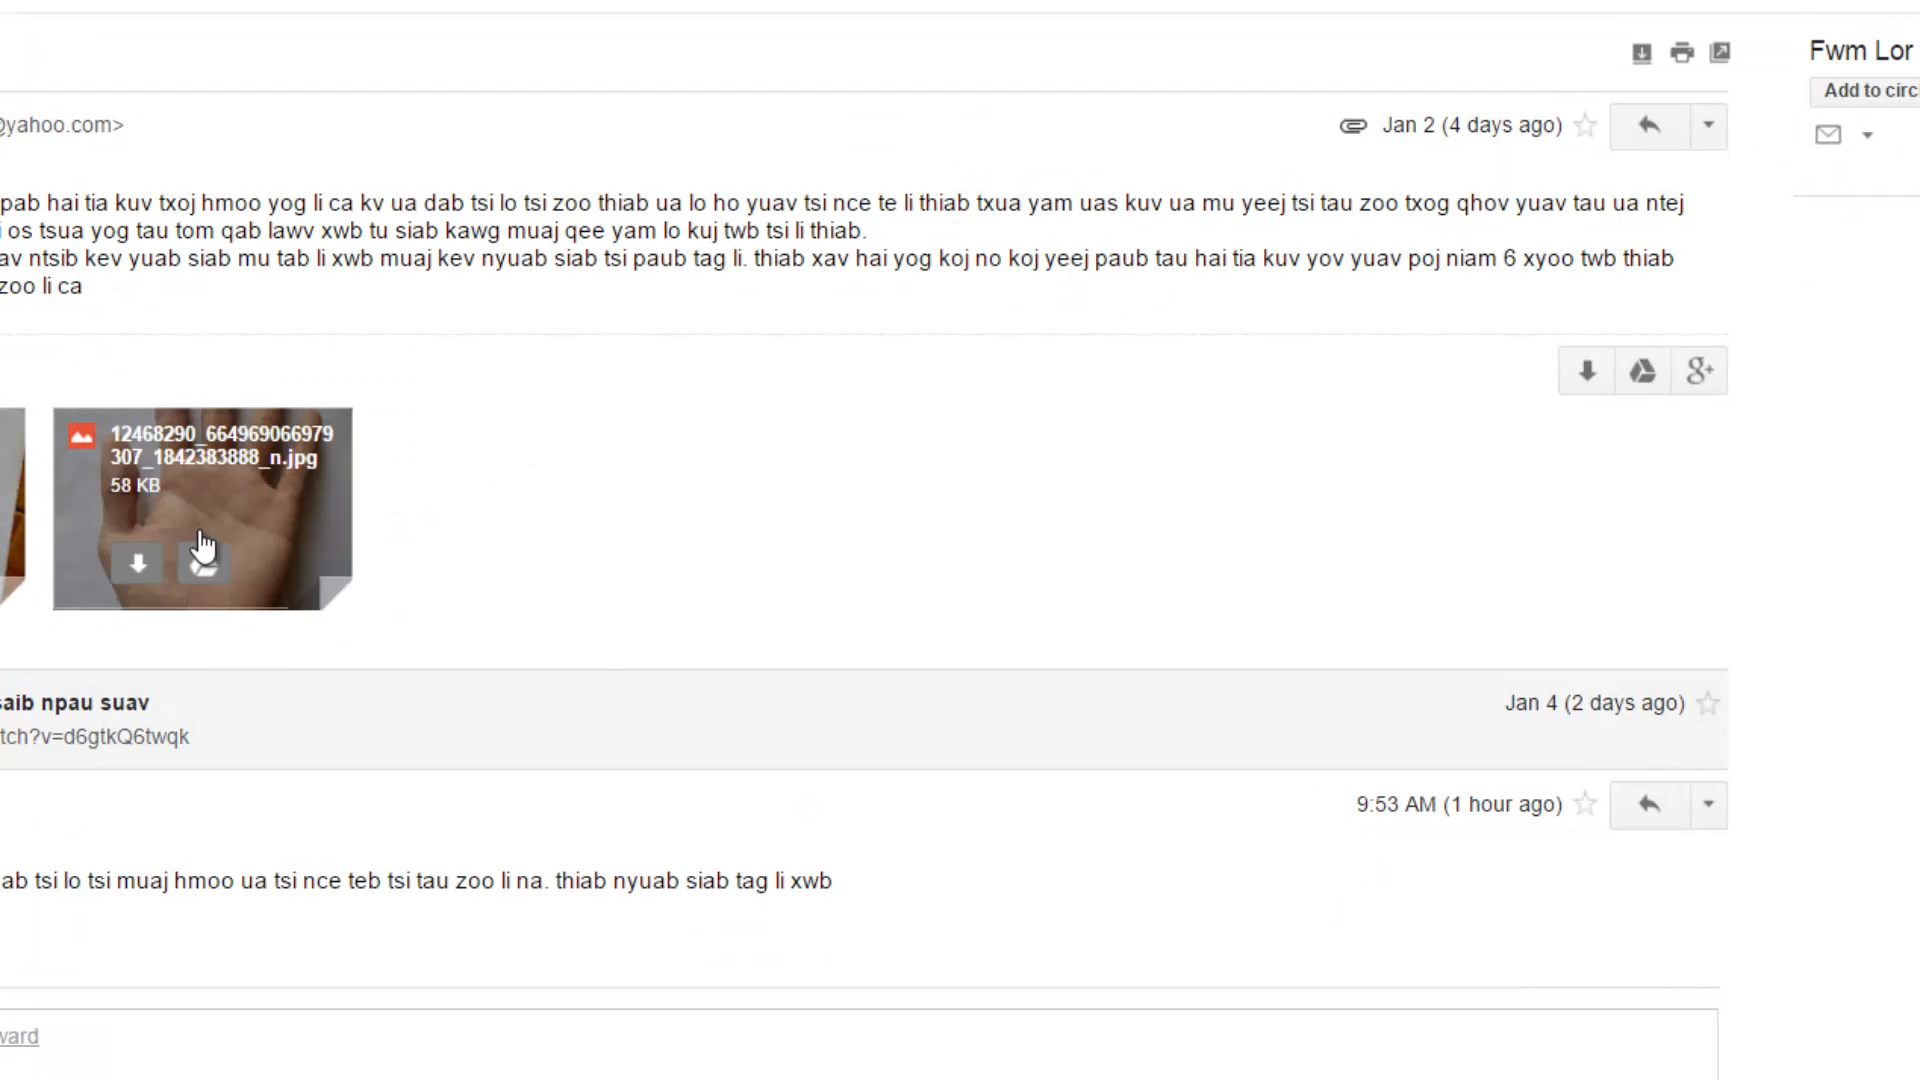 Fwm Lor
Add to circ
@yahoo.com>
Jan 2 (4 days ago)
pab hai tia kuv txoj hmoo yog li ca kv ua dab tsi lo tsi zoo thiab ua lo ho yuav tsi nce te li thiab txua yam uas kuv ua mu yeej tsi tau zoo txog qhov yuav tau ua ntej
i os tsua yog tau tom qab lawv xwb tu siab kawg muaj qee yam lo kuj twb tsi li thiab.
av ntsib kev yuab siab mu tab li xwb muaj kev nyuab siab tsi paub tag li. thiab xav hai yog koj no koj yeej paub tau hai tia kuv yov yuav poj niam 6 xyoo twb thiab
zoo li ca
12468290_664969066979
307_1842383888_n.jpg
58 KB
saib npau suav
Jan 4 (2 days ago)
tch?v=d6gtkQ6twqk
9:53 AM (1 hour ago)
ab tsi lo tsi muaj hmoo ua tsi nce teb tsi tau zoo li na. thiab nyuab siab tag li xwb
ward